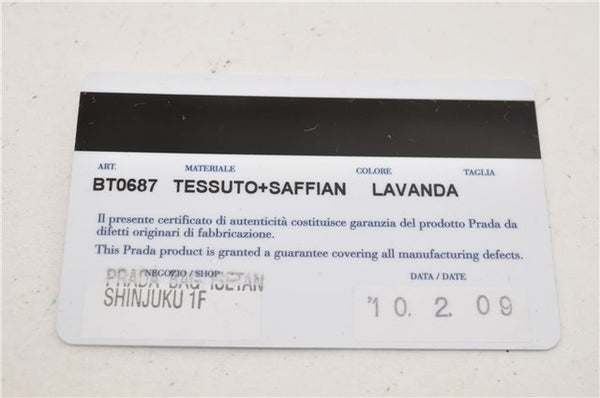 ART. MATERIALE COLORE TAGLIA
BT0687 TESSUTO+SAFFIAN LAVANDA
Il presente certificato di autenticità costituisce garanzia del prodotto Prada da
difetti originari di fabbricazione.
This Prada product is granted a guarantee covering all manufacturing defects.
NEGOZIO / SHOP DATA / DATE
PRADA BAG ISETAN
SHINJUKU 1F
'10. 2. 09